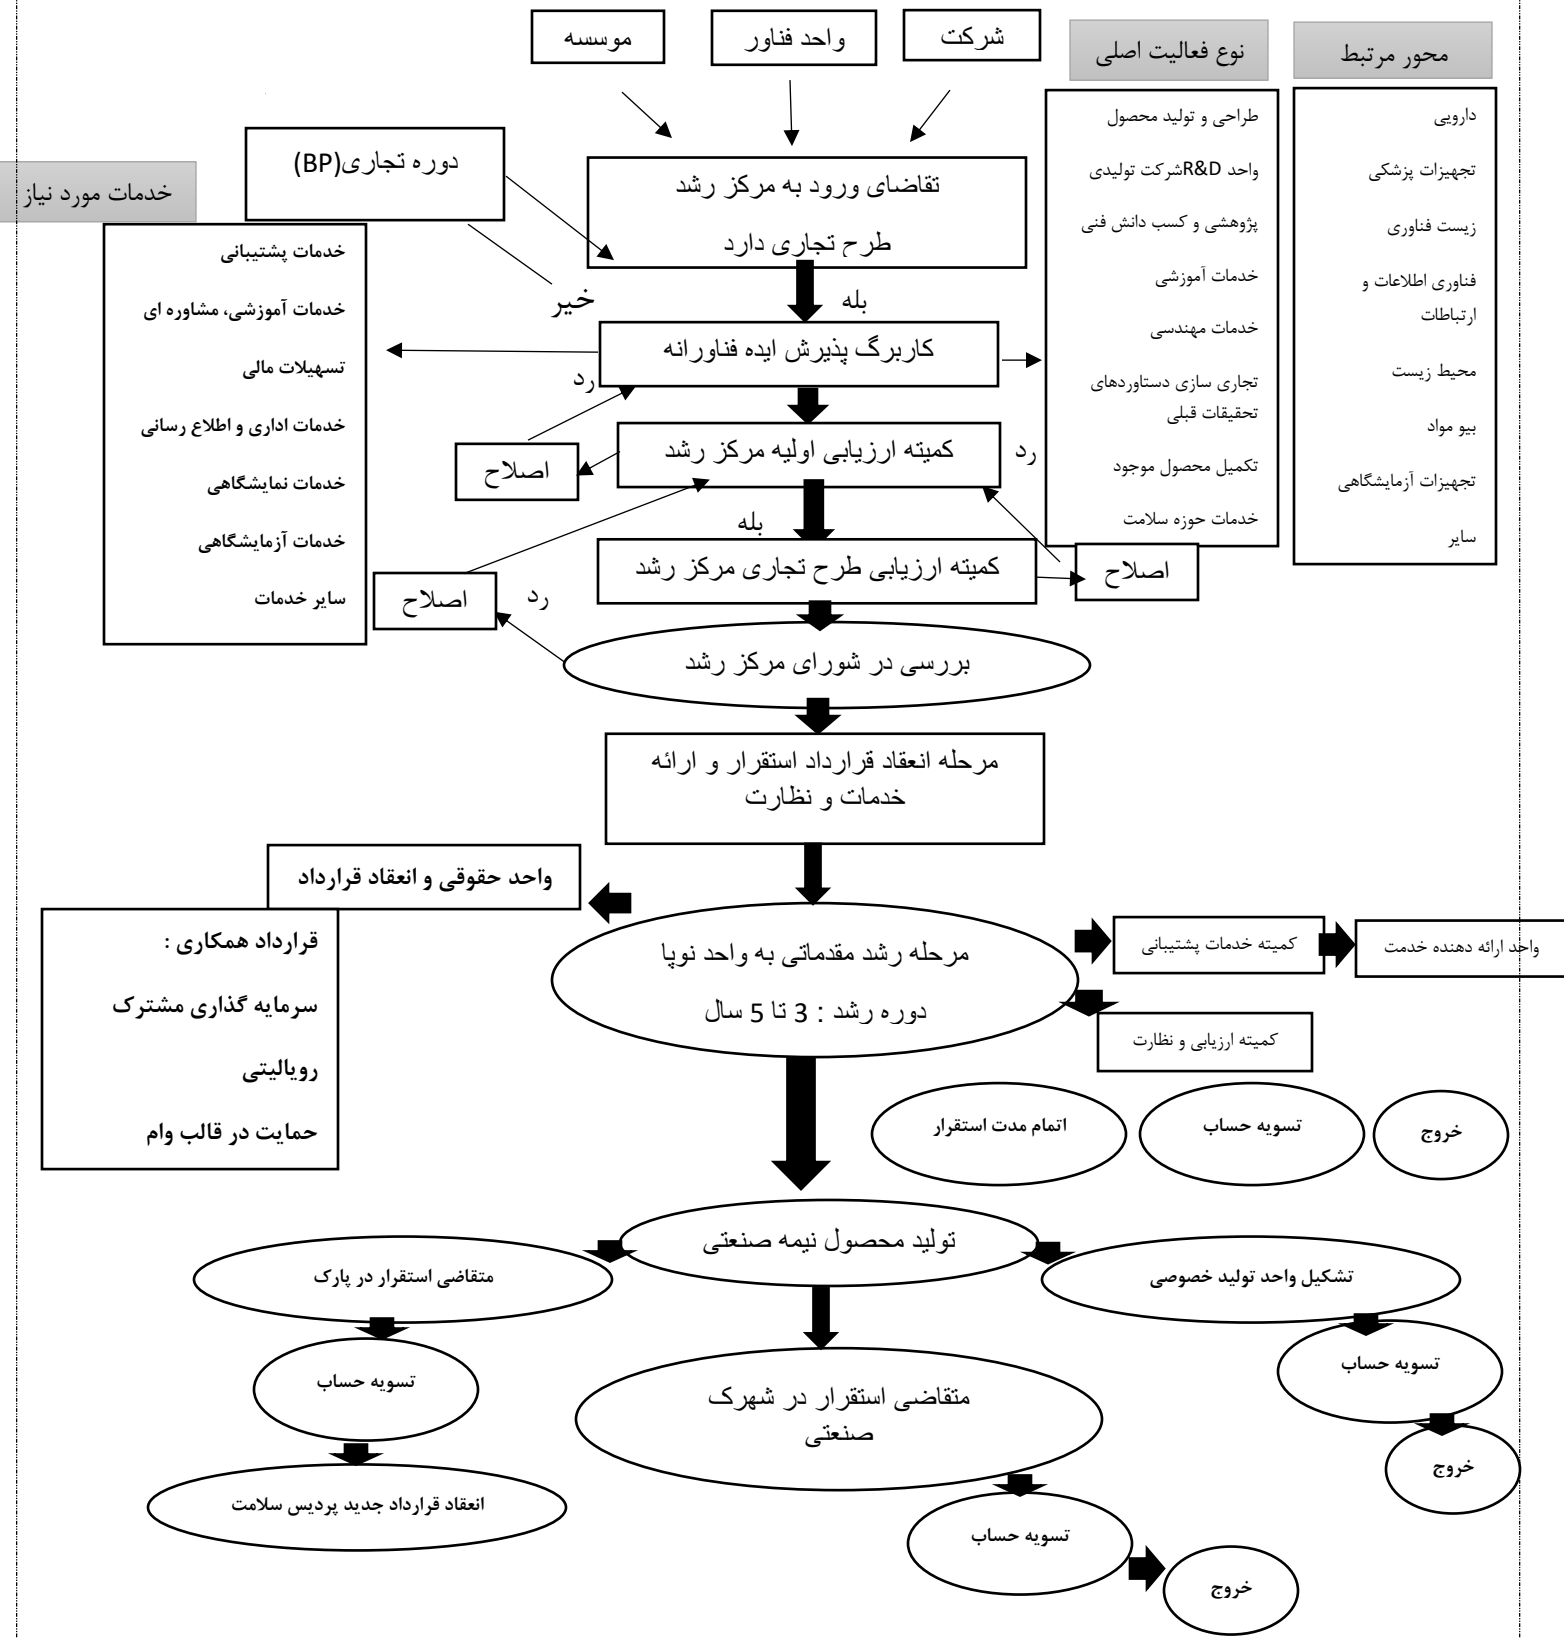 موسسه
واحد فناور
شرکت
نوع فعالیت اصلی
محور مرتبط
طراحی و تولید محصول
واحد R&Dشرکت تولیدی
پژوهشی و کسب دانش فنی
خدمات آموزشی
خدمات مهندسی
تجاری سازی دستاوردهای
تحقیقات قبلی
تکمیل محصول موجود
خدمات حوزه سلامت
دارویی
تجهیزات پزشکی
زیست فناوری
فناوری اطلاعات و
ارتباطات
محیط زیست
بیو مواد
تجهیزات آزمایشگاهی
سایر
دوره تجاری(BP)
خدمات مورد نیاز
خدمات پشتیبانی
خدمات آموزشی، مشاوره ای
تسهیلات مالی
خدمات اداری و اطلاع رسانی
خدمات نمایشگاهی
خدمات آزمایشگاهی
سایر خدمات
تقاضای ورود به مرکز رشد
طرح تجاری دارد
خیر
بله
کاربرگ پذیرش ایده فناورانه
رد
اصلاح
کمیته ارزیابی اولیه مرکز رشد
رد
بله
کمیته ارزیابی طرح تجاری مرکز رشد
اصلاح
اصلاح
رد
بررسی در شورای مرکز رشد
مرحله انعقاد قرارداد استقرار و ارائه
خدمات و نظارت
واحد حقوقی و انعقاد قرارداد
قرارداد همکاری :
سرمایه گذاری مشترک
رویالیتی
حمایت در قالب وام
مرحله رشد مقدماتی به واحد نوپا
دوره رشد : 3 تا 5 سال
کمیته خدمات پشتیبانی
واحد ارائه دهنده خدمت
کمیته ارزیابی و نظارت
اتمام مدت استقرار
تسویه حساب
خروج
تولید محصول نیمه صنعتی
متقاضی استقرار در پارک
تشکیل واحد تولید خصوصی
تسویه حساب
متقاضی استقرار در شهرک
صنعتی
تسویه حساب
خروج
انعقاد قرارداد جدید پردیس سلامت
تسویه حساب
خروج